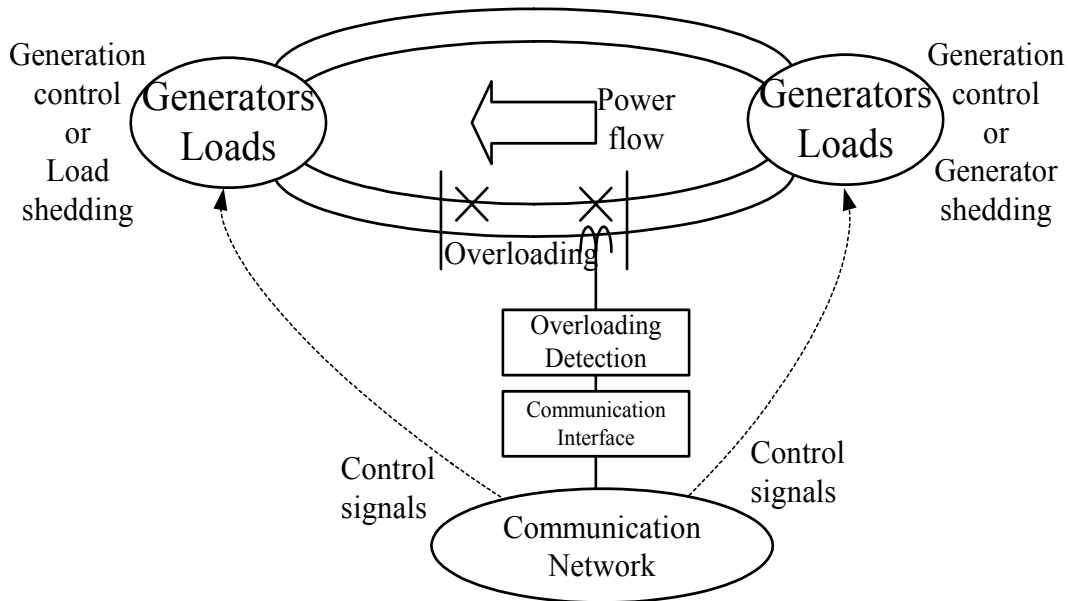 Generation
control
or
Load
shedding
Generators
Loads
Power
flow
Generators
Loads
Generation
control
or
Generator
shedding
Overloading
Overloading
Detection
Communication
Interface
Control
signals
Control
signals
Communication
Network